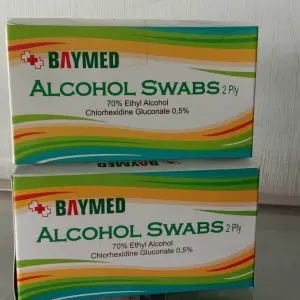 BAYMED
ALCOHOL SWABS 2 Ply
70% Ethyl Alcohol
Chlorhexidine Gluconate 0,5%
BAYMED
BAYMED
ALCOHOL SWABS 2 Ply
70% Ethyl Alcohol
Chlorhexidine Gluconate 0,5%